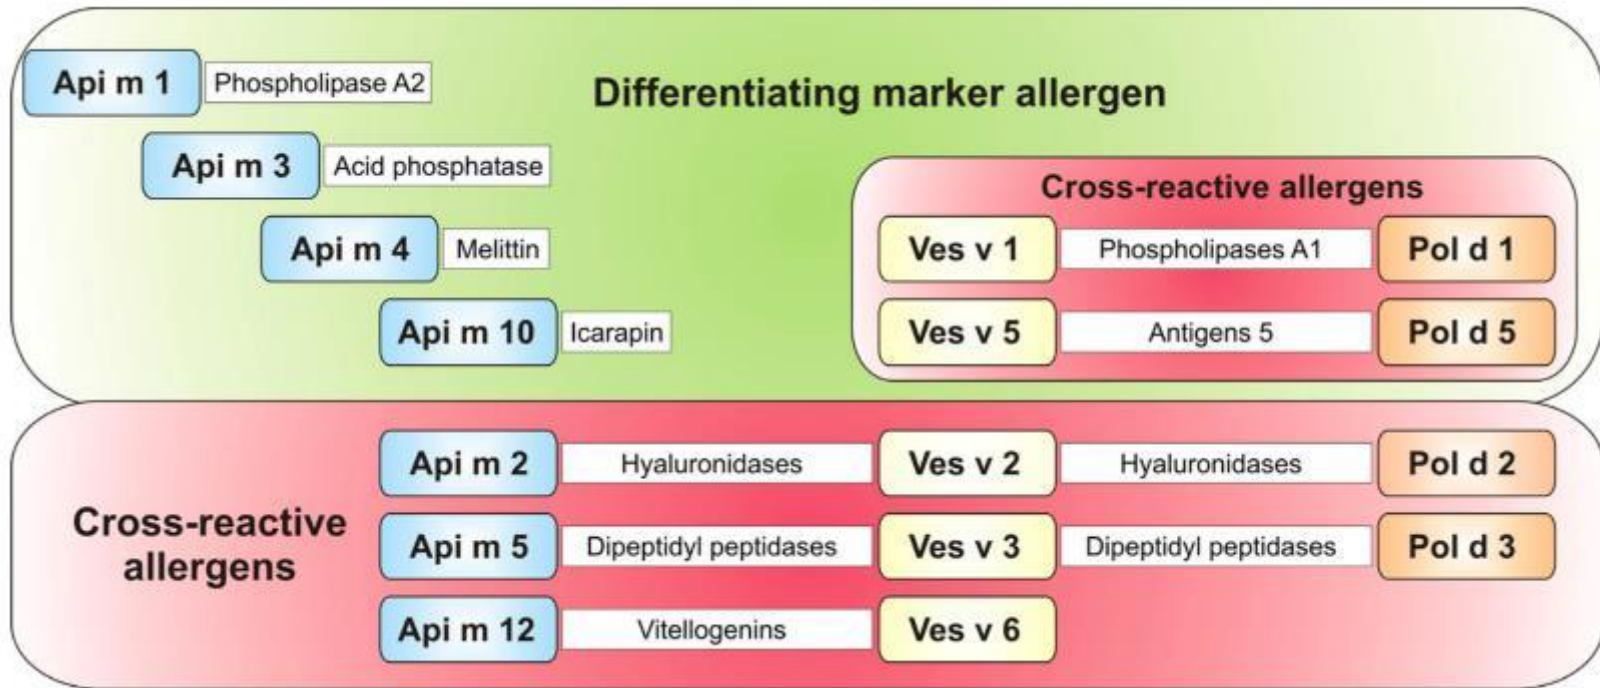 Api m 1 Phospholipase A2
Differentiating marker allergen
Api m 3 Acid phosphatase
Api m 4 Melittin
Api m 10 Icarapin
Cross-reactive allergens
Ves v 1 Phospholipases A1 Pol d 1
Ves v 5 Antigens 5 Pol d 5
Cross-reactive
allergens
Api m 2 Hyaluronidases Ves v 2 Hyaluronidases Pol d 2
Api m 5 Dipeptidyl peptidases Ves v 3 Dipeptidyl peptidases Pol d 3
Api m 12 Vitellogenins Ves v 6